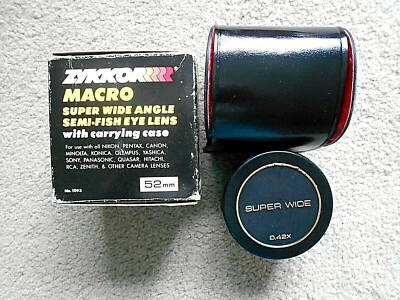 ZYKKOR
MACRO
SUPER WIDE ANGLE
SEMI-FISH EYE LENS
with carrying case
For use with all NIKON, PENTAX, CANON,
MINOLTA, KONICA, OLYMPUS, YASHICA,
SONY, PANASONIC, QUASAR, HITACHI,
RCA, ZENITH, & OTHER CAMERA LENSES
52mm
SUPER WIDE
0.42X